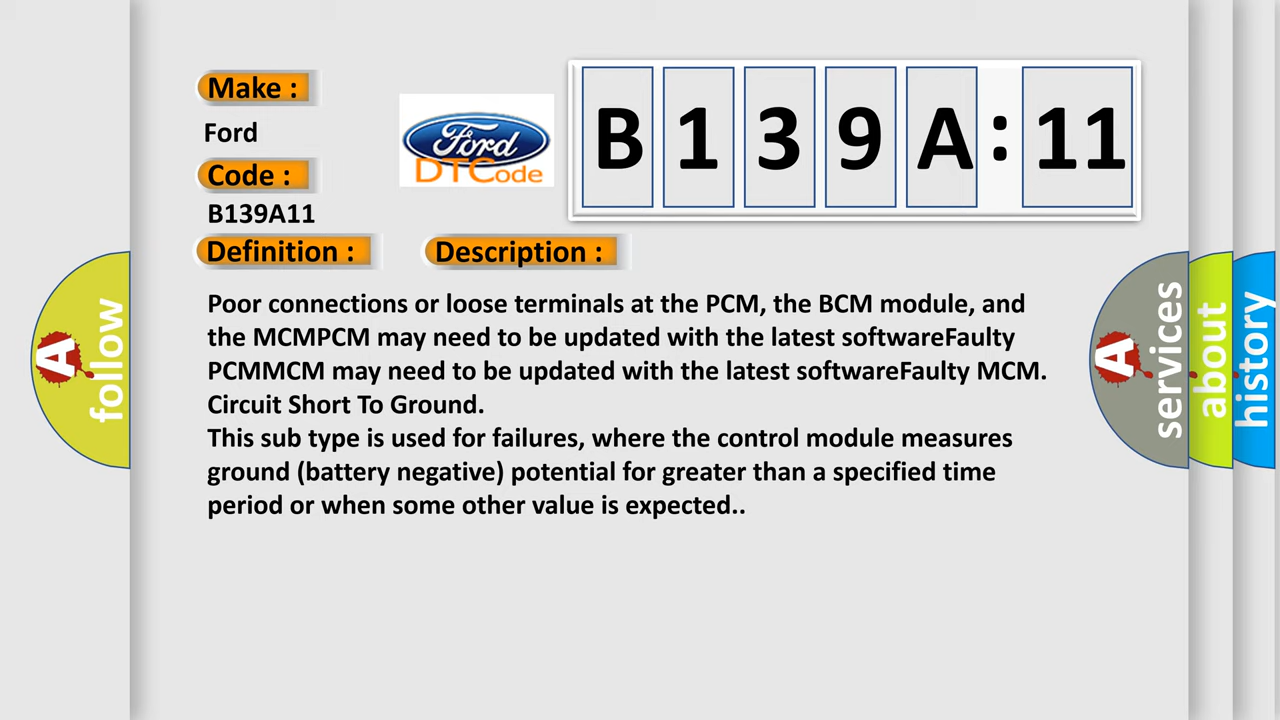 Make :
Ford
Code :
B139A11
Ford
DTCode
B 1 3 9 A : 11
Definition :
Description :
Poor connections or loose terminals at the PCM, the BCM module, and
the MCMPCM may need to be updated with the latest softwareFaulty
PCMMCM may need to be updated with the latest softwareFaulty MCM.
Circuit Short To Ground.
This sub type is used for failures, where the control module measures
ground (battery negative) potential for greater than a specified time
period or when some other value is expected..
A follow
A services
about
history